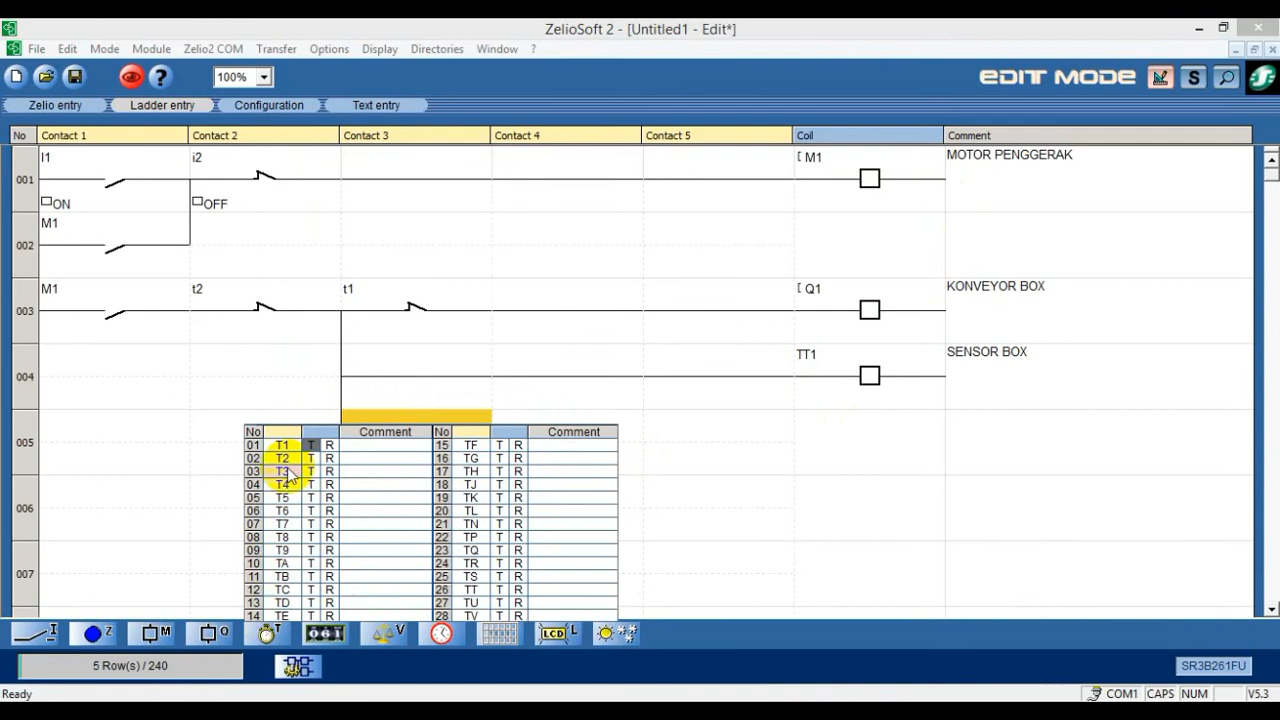 ZelioSoft 2 - [Untitled1 - Edit*]
File Edit Mode Module Zelio2 COM Transfer Options Display Directories Window ?
100% EDIT MODE S
Zelio entry Ladder entry Configuration Text entry
No Contact 1 Contact 2 Contact 3 Contact 4 Contact 5 Coil Comment
I1 i2 [ M1 MOTOR PENGGERAK
001
ON OFF
M1
002
M1 t2 t1 [ Q1 KONVEYOR BOX
003
TT1 SENSOR BOX
004
No Comment No Comment
005 01 T1 T R 15 TF T R
02 T2 T R 16 TG T R
03 T3 T R 17 TH T R
04 T4 T R 18 TJ T R
05 T5 T R 19 TK T R
006 06 T6 T R 20 TL T R
07 T7 T R 21 TN T R
08 T8 T R 22 TP T R
09 T9 T R 23 TQ T R
10 TA T R 24 TR T R
007 11 TB T R 25 TS T R
12 TC T R 26 TT T R
13 TD T R 27 TU T R
14 TE T R 28 TV T R
I Z M Q T 061 V LCD L
5 Row(s) / 240 SR3B261FU
Ready COM1 CAPS NUM V5.3